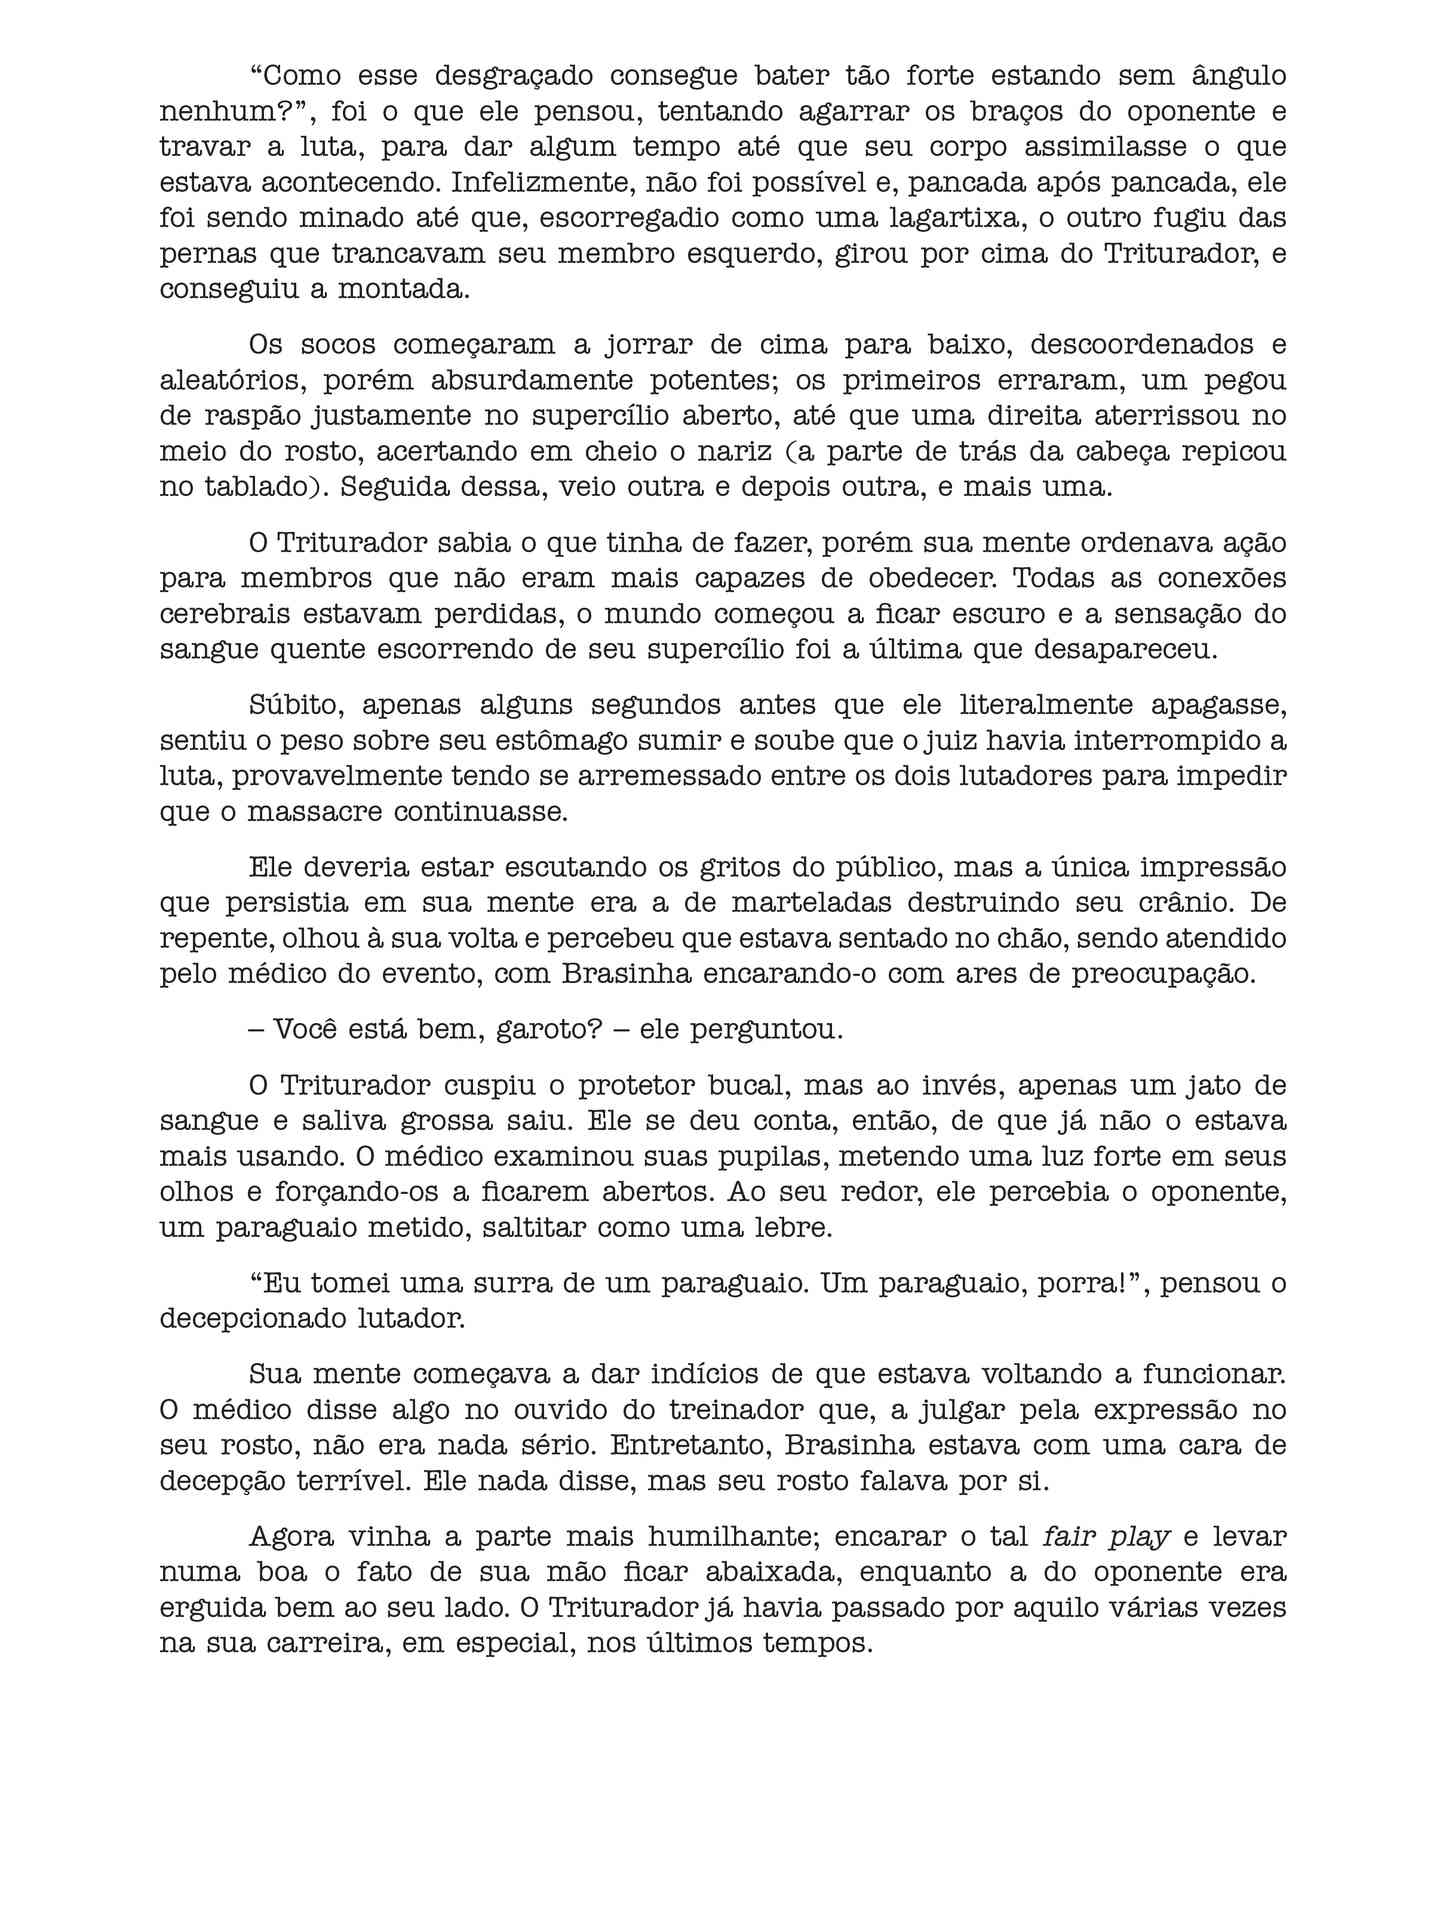 “Como esse desgraçado consegue bater tão forte estando sem ângulo
nenhum?”, foi o que ele pensou, tentando agarrar os braços do oponente e
travar a luta, para dar algum tempo até que seu corpo assimilasse o que
estava acontecendo. Infelizmente, não foi possível e, pancada após pancada, ele
foi sendo minado até que, escorregadio como uma lagartixa, o outro fugiu das
pernas que trancavam seu membro esquerdo, girou por cima do Triturador, e
conseguiu a montada.
Os socos começaram a jorrar de cima para baixo, descoordenados e
aleatórios, porém absurdamente potentes; os primeiros erraram, um pegou
de raspão justamente no supercílio aberto, até que uma direita aterrissou no
meio do rosto, acertando em cheio o nariz (a parte de trás da cabeça repicou
no tablado). Seguida dessa, veio outra e depois outra, e mais uma.
O Triturador sabia o que tinha de fazer, porém sua mente ordenava ação
para membros que não eram mais capazes de obedecer. Todas as conexões
cerebrais estavam perdidas, o mundo começou a ficar escuro e a sensação do
sangue quente escorrendo de seu supercílio foi a última que desapareceu.
Súbito, apenas alguns segundos antes que ele literalmente apagasse,
sentiu o peso sobre seu estômago sumir e soube que o juiz havia interrompido a
luta, provavelmente tendo se arremessado entre os dois lutadores para impedir
que o massacre continuasse.
Ele deveria estar escutando os gritos do público, mas a única impressão
que persistia em sua mente era a de marteladas destruindo seu crânio. De
repente, olhou à sua volta e percebeu que estava sentado no chão, sendo atendido
pelo médico do evento, com Brasinha encarando-o com ares de preocupação.
– Você está bem, garoto? – ele perguntou.
O Triturador cuspiu o protetor bucal, mas ao invés, apenas um jato de
sangue e saliva grossa saiu. Ele se deu conta, então, de que já não o estava
mais usando. O médico examinou suas pupilas, metendo uma luz forte em seus
olhos e forçando-os a ficarem abertos. Ao seu redor, ele percebia o oponente,
um paraguaio metido, saltitar como uma lebre.
“Eu tomei uma surra de um paraguaio. Um paraguaio, porra!”, pensou o
decepcionado lutador.
Sua mente começava a dar indícios de que estava voltando a funcionar.
O médico disse algo no ouvido do treinador que, a julgar pela expressão no
seu rosto, não era nada sério. Entretanto, Brasinha estava com uma cara de
decepção terrível. Ele nada disse, mas seu rosto falava por si.
Agora vinha a parte mais humilhante; encarar o tal fair play e levar
numa boa o fato de sua mão ficar abaixada, enquanto a do oponente era
erguida bem ao seu lado. O Triturador já havia passado por aquilo várias vezes
na sua carreira, em especial, nos últimos tempos.